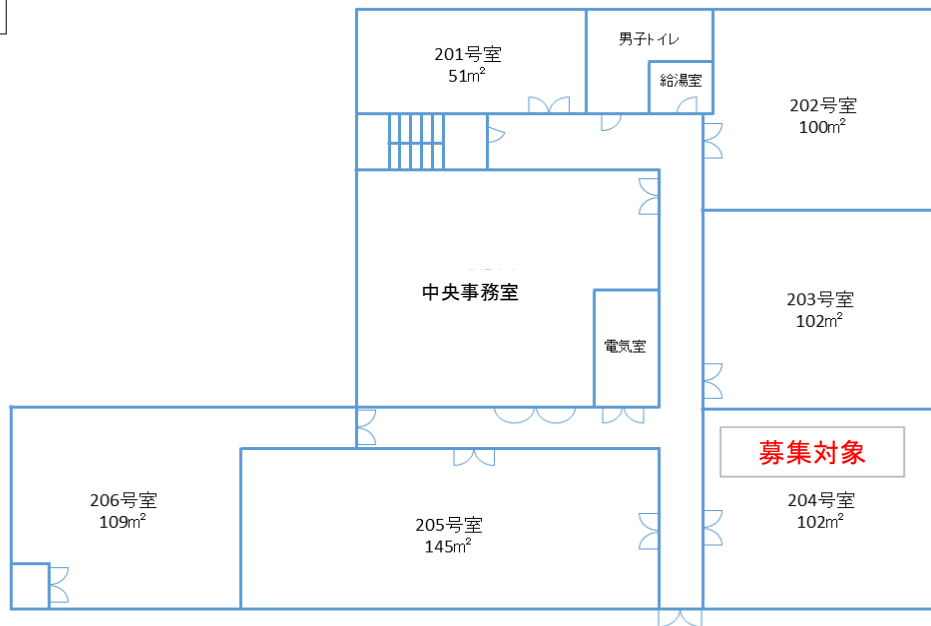 201号室
51m²
男子トイレ
給湯室
202号室
100m²
中央事務室
203号室
102m²
電気室
募集対象
204号室
102m²
206号室
109m²
205号室
145m²